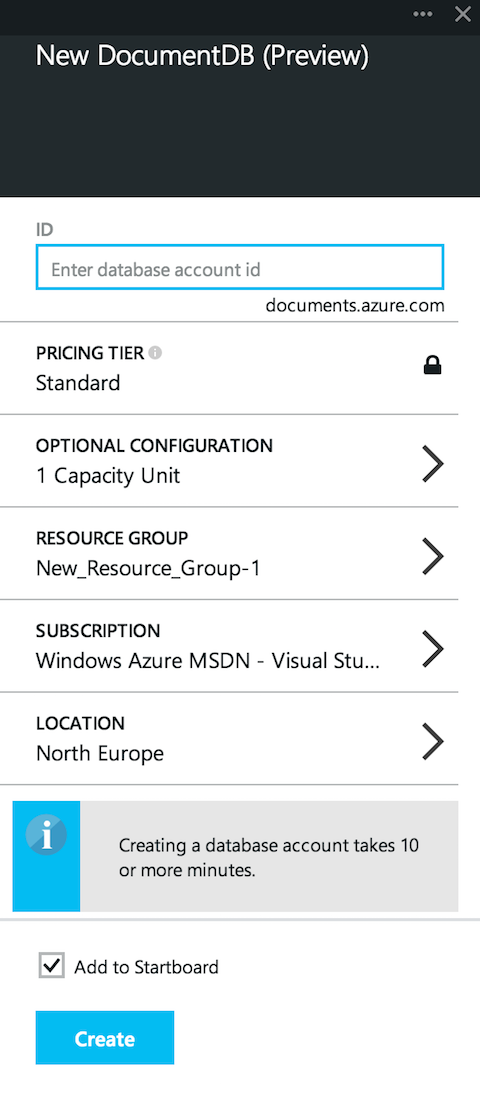 New DocumentDB (Preview)
ID
Enter database account id
documents.azure.com
PRICING TIER
Standard
OPTIONAL CONFIGURATION
1 Capacity Unit
RESOURCE GROUP
New_Resource_Group-1
SUBSCRIPTION
Windows Azure MSDN - Visual Stu...
LOCATION
North Europe
Creating a database account takes 10
or more minutes.
Add to Startboard
Create